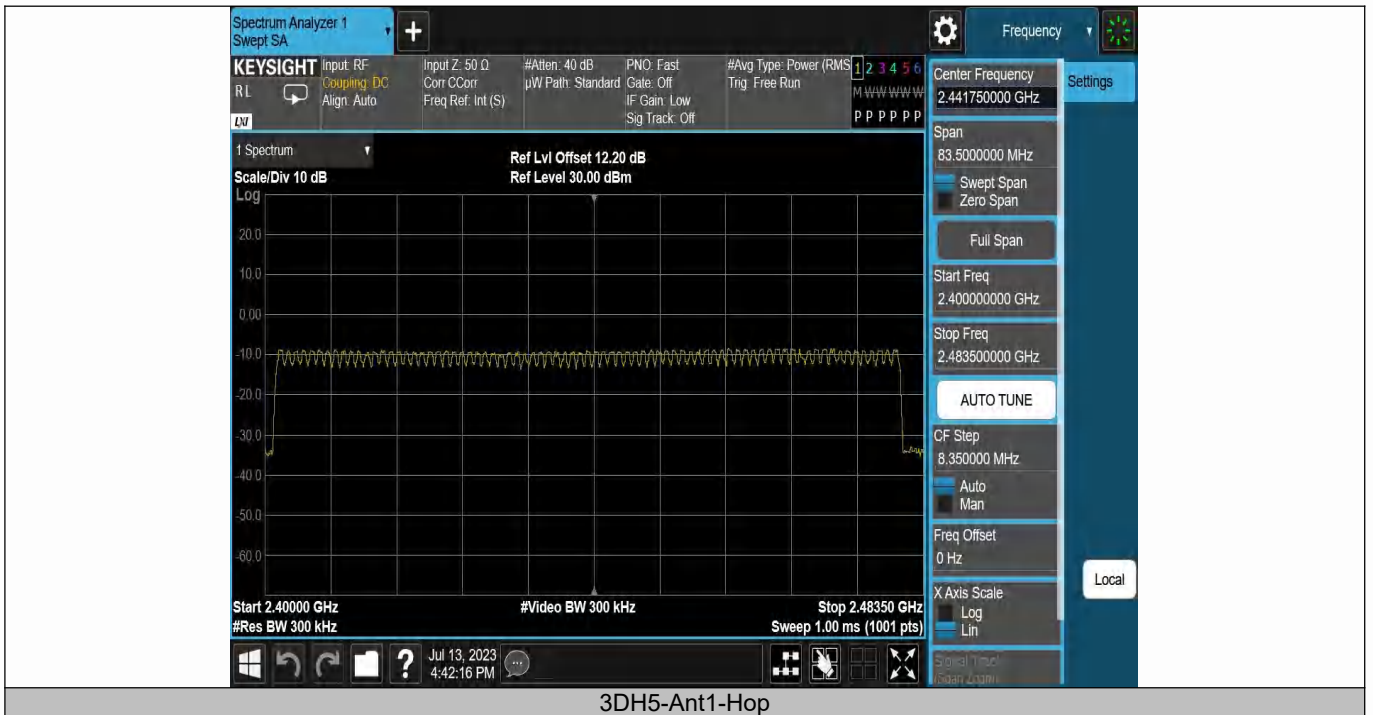 Spectrum Analyzer 1
Swept SA
+
Frequency
KEYSIGHT
RL
LXI
Input: RF
Coupling: DC
Align: Auto
Input Z: 50 Ω
Corr CCorr
Freq Ref: Int (S)
#Atten: 40 dB
µW Path: Standard
PNO: Fast
Gate: Off
IF Gain: Low
Sig Track: Off
#Avg Type: Power (RMS
Trig: Free Run
1 2 3 4 5 6
M W W W W W
P P P P P P
1 Spectrum
Scale/Div 10 dB
Log
Ref Lvl Offset 12.20 dB
Ref Level 30.00 dBm
20.0
10.0
0.00
-10.0
-20.0
-30.0
-40.0
-50.0
-60.0
Start 2.40000 GHz
#Res BW 300 kHz
#Video BW 300 kHz
Stop 2.48350 GHz
Sweep 1.00 ms (1001 pts)
?
Jul 13, 2023
4:42:16 PM
Center Frequency
2.441750000 GHz
Settings
Span
83.5000000 MHz
Swept Span
Zero Span
Full Span
Start Freq
2.400000000 GHz
Stop Freq
2.483500000 GHz
AUTO TUNE
CF Step
8.350000 MHz
Auto
Man
Freq Offset
0 Hz
X Axis Scale
Log
Lin
Local
Signal Track
(Span Zoom)
3DH5-Ant1-Hop